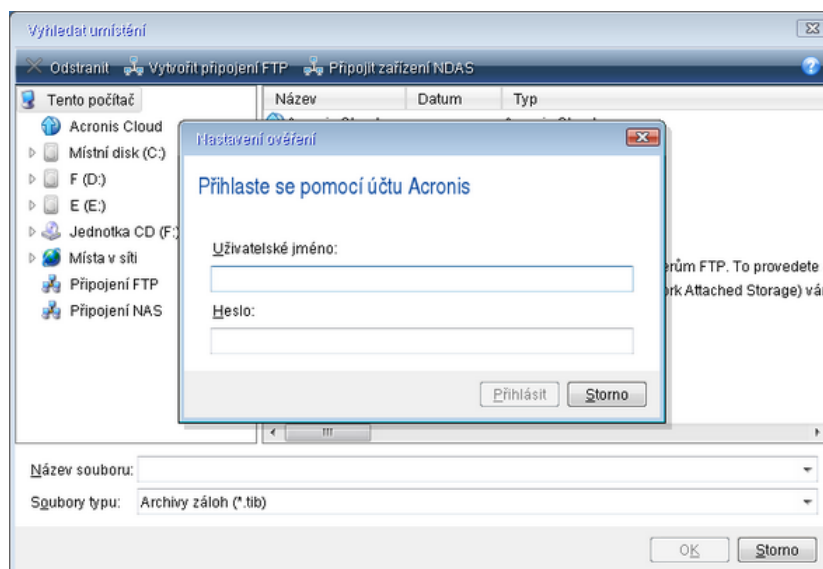 Vyhledat umístění
Odstranit Vytvořit připojení FTP Připojit zařízení NDAS
Tento počítač
Acronis Cloud
Místní disk (C:)
F (D:)
E (E:)
Jednotka CD (F:)
Místa v síti
Připojení FTP
Připojení NAS
Název Datum Typ
erům FTP. To provedete
ork Attached Storage) vá
Nastavení ověření
Přihlaste se pomocí účtu Acronis
Uživatelské jméno:
Heslo:
Přihlásit Storno
Název souboru:
Soubory typu: Archivy záloh (*.tib)
OK Storno